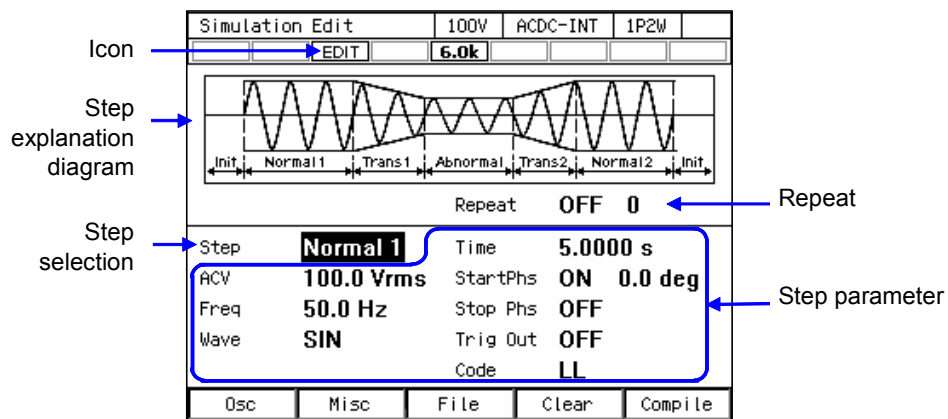 Simulation Edit 100V ACDC-INT 1P2W
Icon EDIT 6.0k
Step explanation diagram
Init Normal1 Trans1 Abnormal Trans2 Normal2 Init
Repeat OFF 0 Repeat
Step selection
Step Normal 1 Time 5.0000 s
ACV 100.0 Vrms StartPhs ON 0.0 deg
Step parameter
Freq 50.0 Hz Stop Phs OFF
Wave SIN Trig Out OFF
Code LL
Osc Misc File Clear Compile